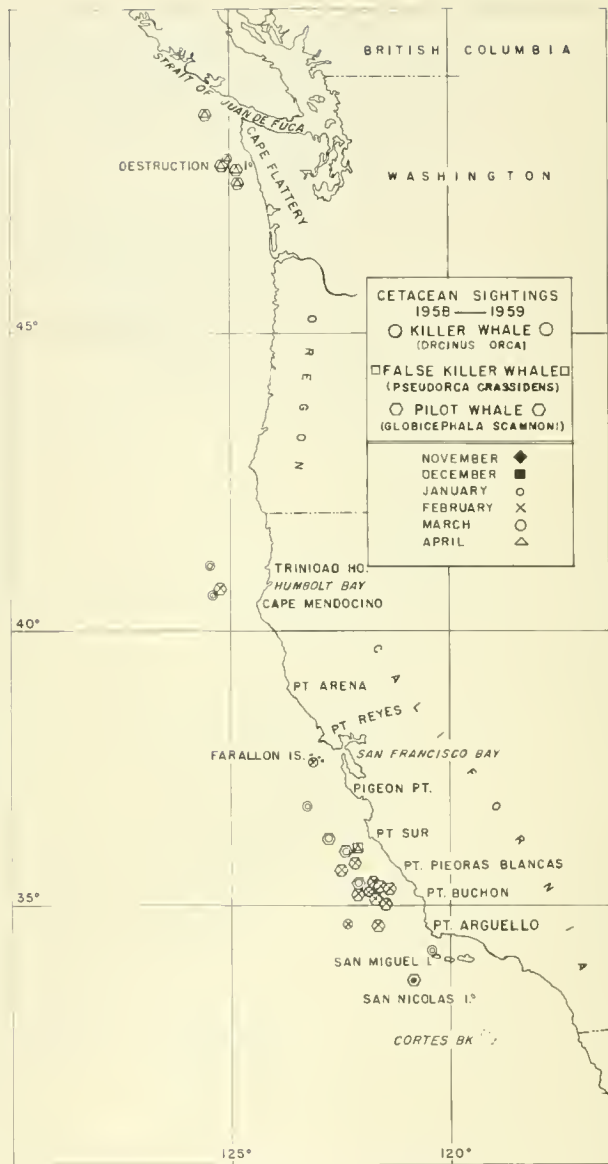 BRITISH COLUMBIA
STRAIT OF JUAN DE FUCA
CAPE FLATTERY
DESTRUCTION I.º
WASHINGTON
CETACEAN SIGHTINGS
1958 — 1959
KILLER WHALE
(ORCINUS ORCA)
FALSE KILLER WHALE
(PSEUDORCA CRASSIDENS)
PILOT WHALE
(GLOBICEPHALA SCAMMONI)
NOVEMBER
DECEMBER
JANUARY
FEBRUARY
MARCH
APRIL
45°
OREGON
TRINIDAD HD.
HUMBOLT BAY
CAPE MENDOCINO
40°
CALIFORNIA
PT ARENA
PT REYES
FARALLON IS.
SAN FRANCISCO BAY
PIGEON PT.
PT SUR
PT. PIEDRAS BLANCAS
PT. BUCHON
35°
PT. ARGUELLO
SAN MIGUEL I.
SAN NICOLAS I.º
CORTES BK
125°
120°